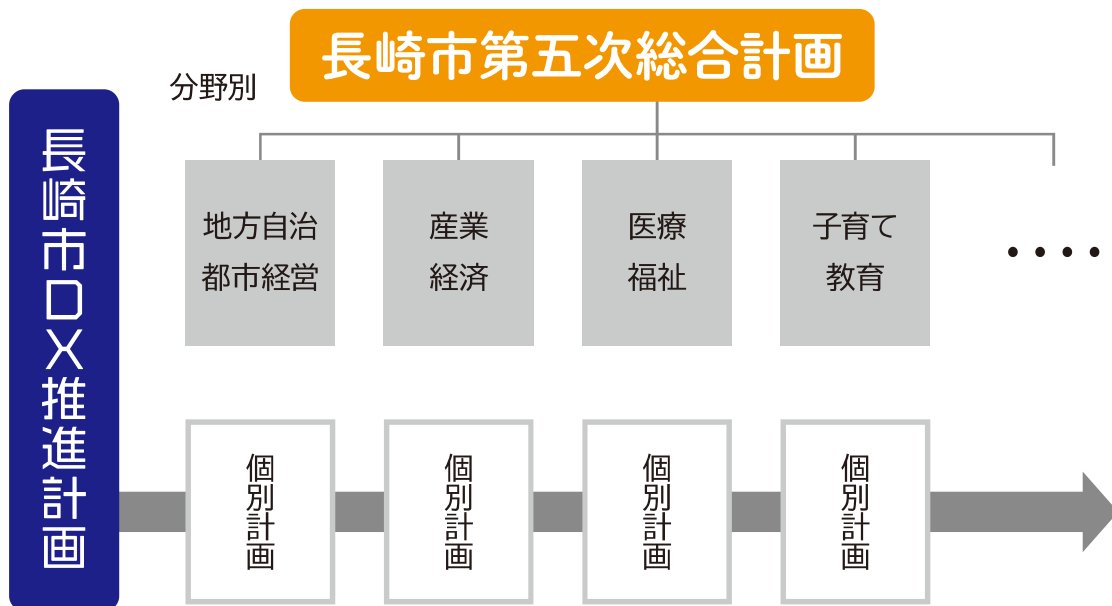 長崎市第五次総合計画
分野別
長崎市DX推進計画
地方自治
都市経営
産業
経済
医療
福祉
子育て
教育
・・・・
個別計画
個別計画
個別計画
個別計画